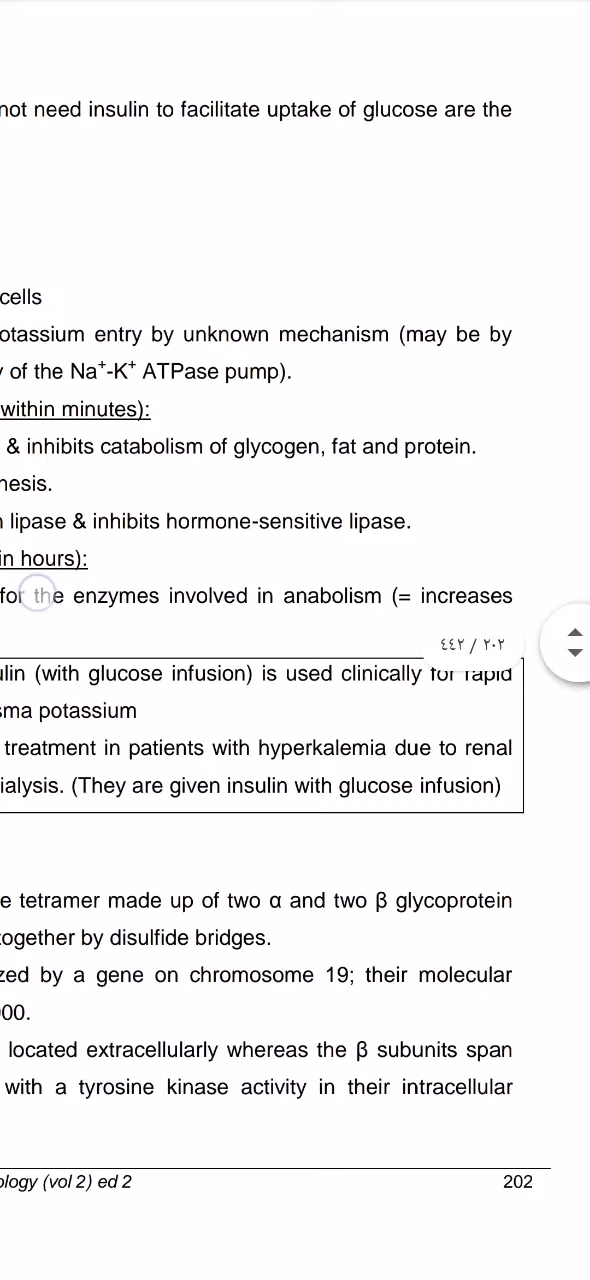 not need insulin to facilitate uptake of glucose are the
cells
otassium entry by unknown mechanism (may be by
of the Na⁺-K⁺ ATPase pump).
within minutes):
& inhibits catabolism of glycogen, fat and protein.
nesis.
lipase & inhibits hormone-sensitive lipase.
in hours):
for the enzymes involved in anabolism (= increases
٤٤٢ / ٢٠٢
ulin (with glucose infusion) is used clinically for rapid
sma potassium
treatment in patients with hyperkalemia due to renal
ialysis. (They are given insulin with glucose infusion)
e tetramer made up of two α and two β glycoprotein
together by disulfide bridges.
zed by a gene on chromosome 19; their molecular
000.
located extracellularly whereas the β subunits span
with a tyrosine kinase activity in their intracellular
ology (vol 2) ed 2 202